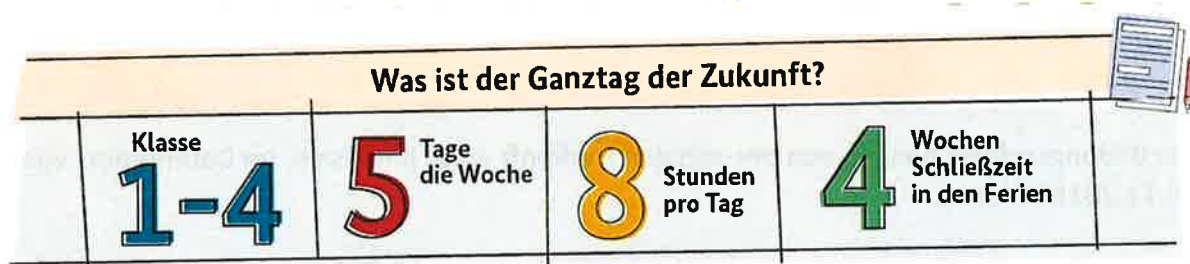 Was ist der Ganztag der Zukunft?
Klasse
1-4
5
Tage
die Woche
8
Stunden
pro Tag
4
Wochen
Schließzeit
in den Ferien